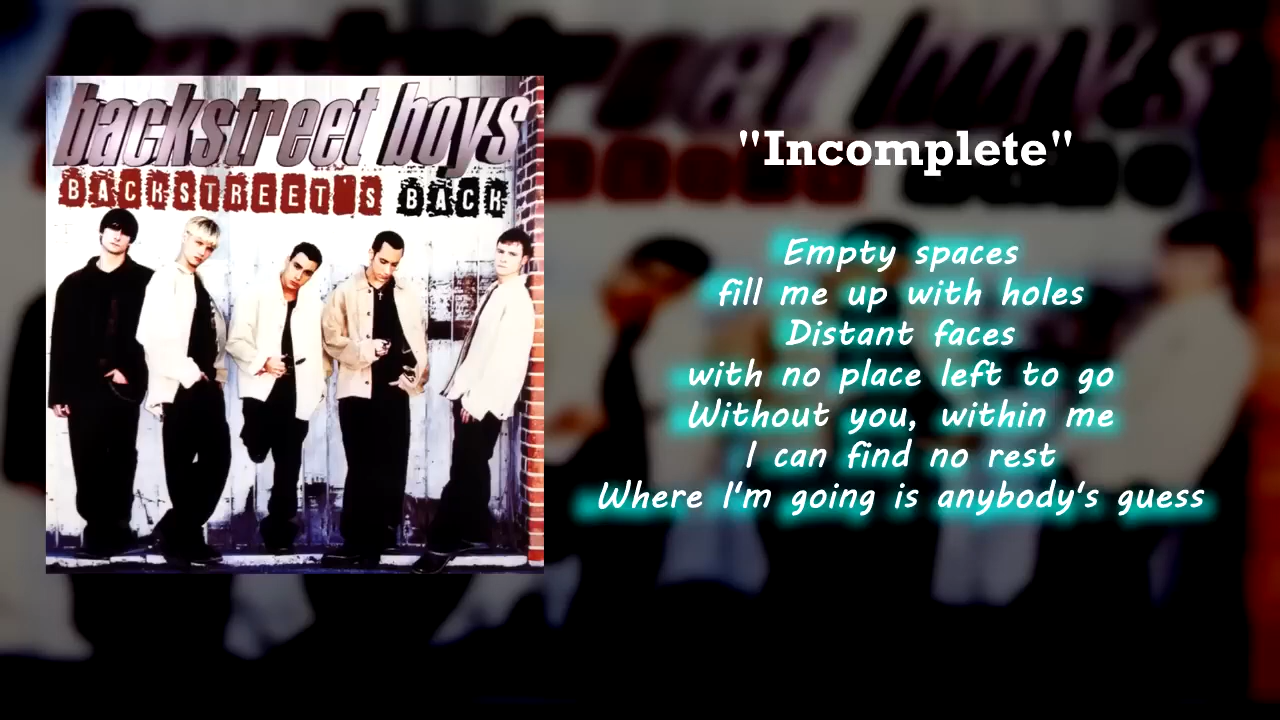 backstreet boys
BACKSTREET'S BACK
"Incomplete"
Empty spaces
fill me up with holes
Distant faces
with no place left to go
Without you, within me
I can find no rest
Where I'm going is anybody's guess